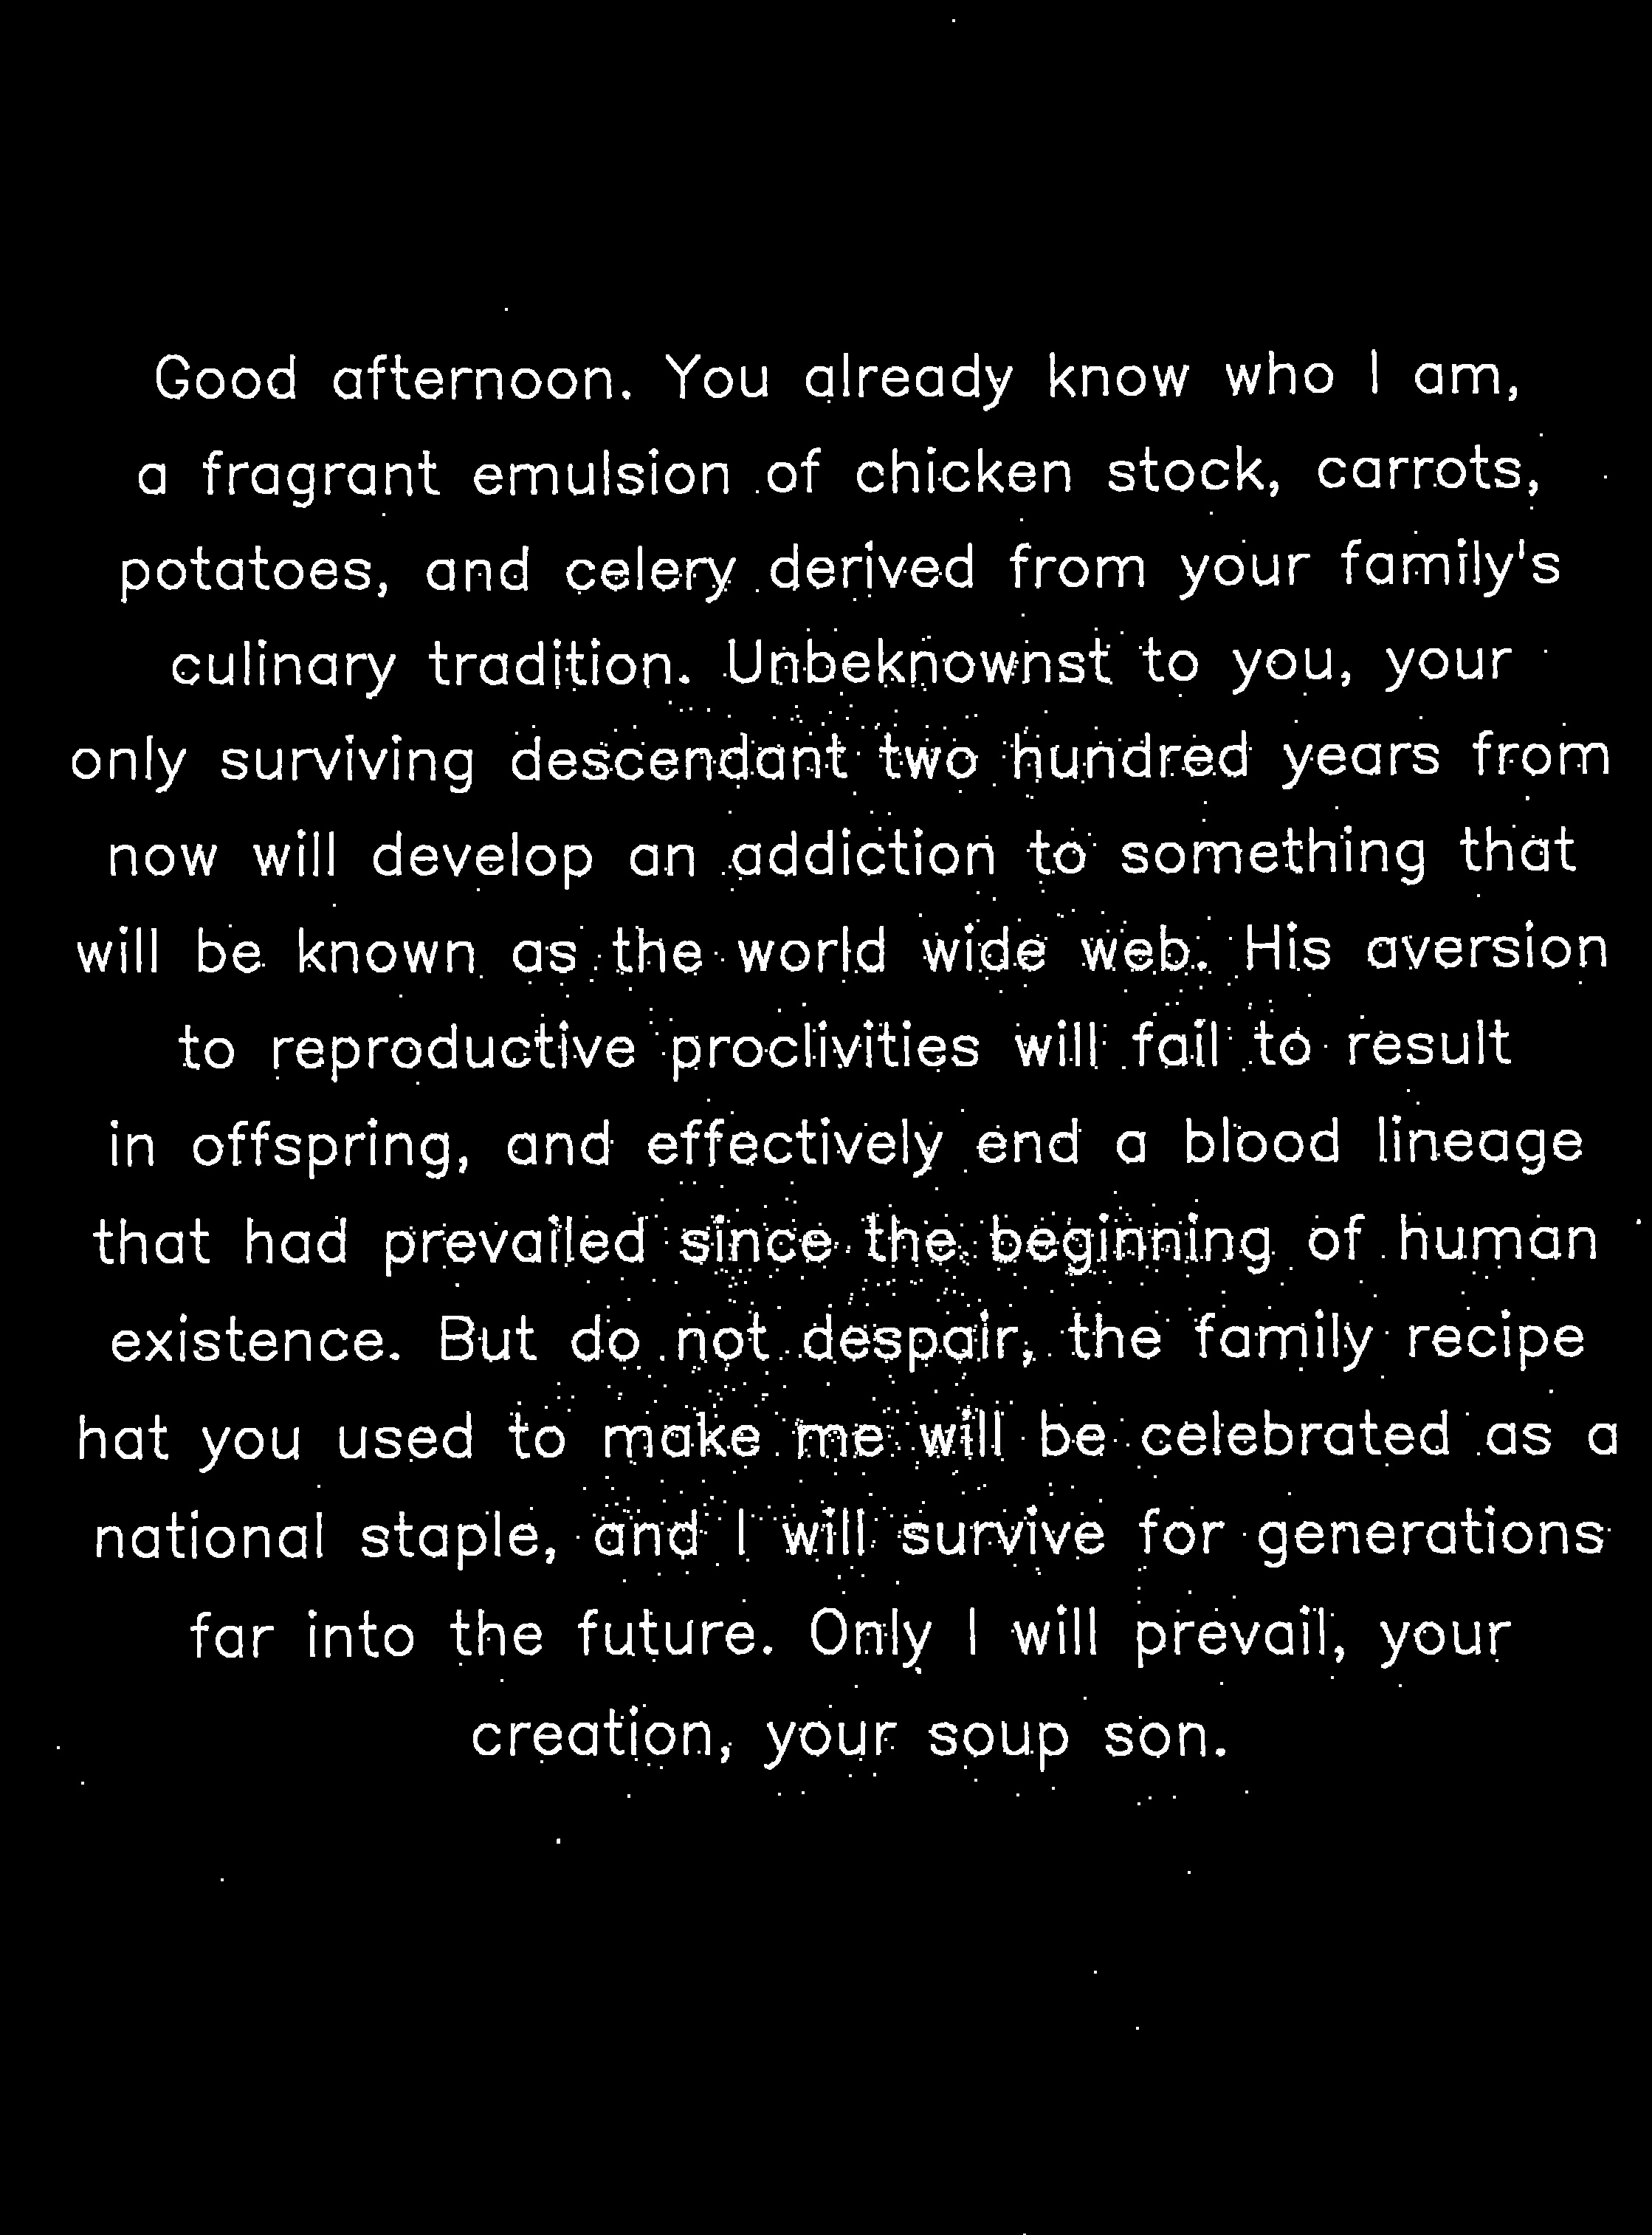 Good afternoon. You already know who I am,
a fragrant emulsion of chicken stock, carrots,
potatoes, and celery derived from your family's
culinary tradition. Unbeknownst to you, your
only surviving descendant two hundred years from
now will develop an addiction to something that
will be known as the world wide web. His aversion
to reproductive proclivities will fail to result
in offspring, and effectively end a blood lineage
that had prevailed since the beginning of human
existence. But do not despair, the family recipe
hat you used to make me will be celebrated as a
national staple, and I will survive for generations
far into the future. Only I will prevail, your
creation, your soup son.